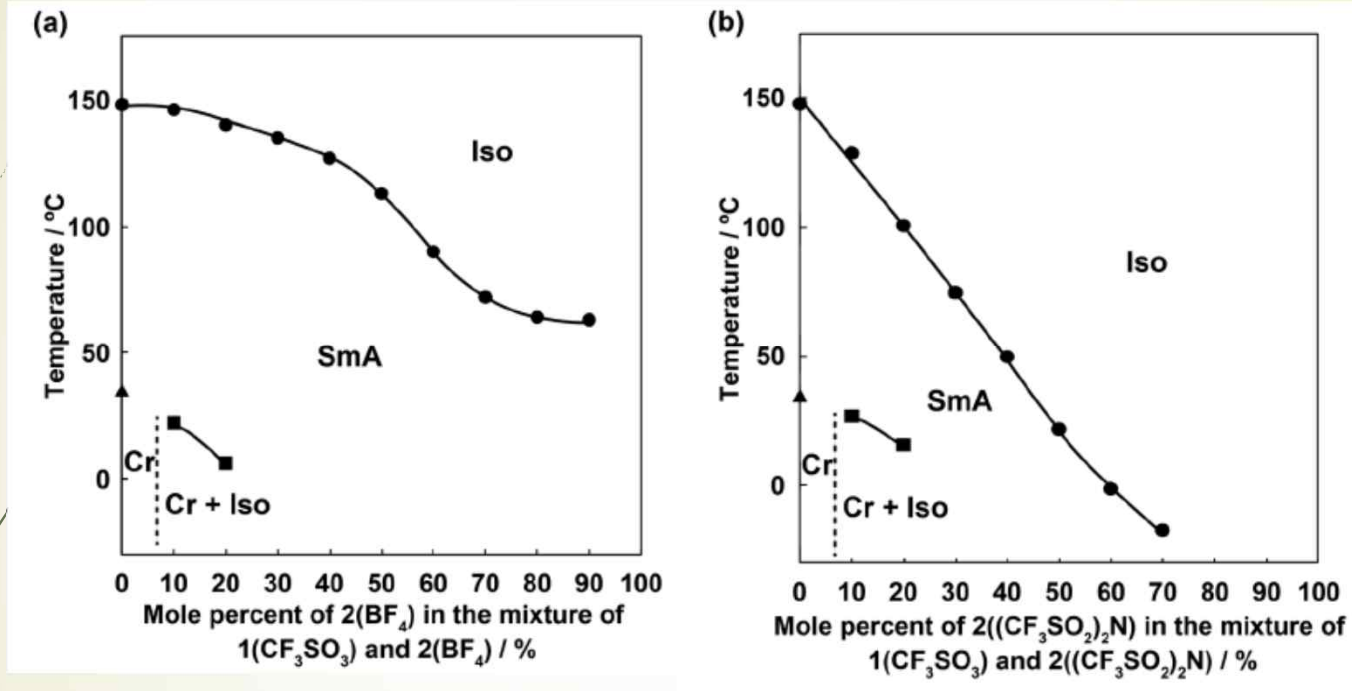 (a)
150
100
50
0
Temperature / ºC
Iso
SmA
Cr
Cr + Iso
0 10 20 30 40 50 60 70 80 90 100
Mole percent of 2(BF₄) in the mixture of
1(CF₃SO₃) and 2(BF₄) / %
(b)
150
100
50
0
Temperature / ºC
Iso
SmA
Cr
Cr + Iso
0 10 20 30 40 50 60 70 80 90 100
Mole percent of 2((CF₃SO₂)₂N) in the mixture of
1(CF₃SO₃) and 2((CF₃SO₂)₂N) / %